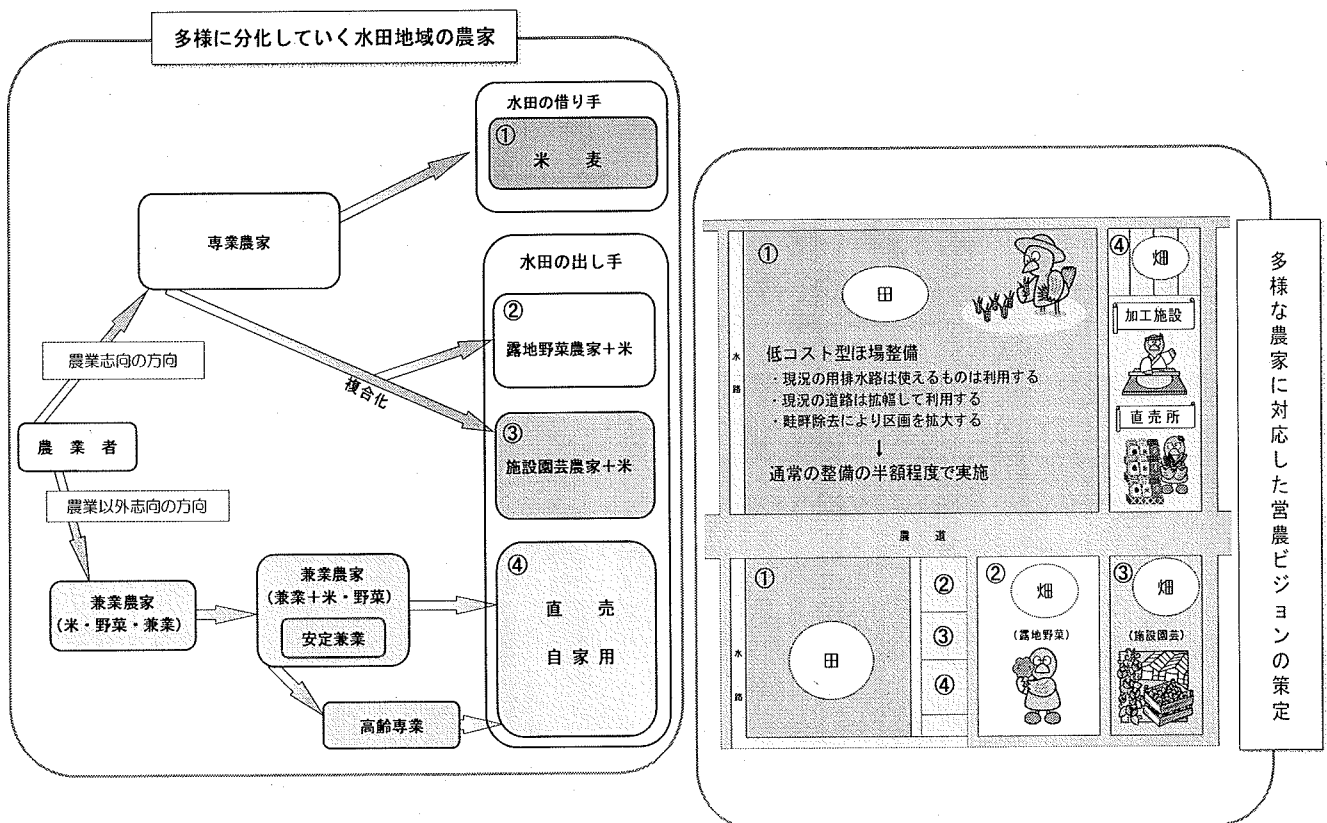 多様に分化していく水田地域の農家
水田の借り手
①
米　麦
専業農家
水田の出し手
②
露地野菜農家＋米
農業志向の方向
複合化
③
施設園芸農家＋米
農業者
農業以外志向の方向
④
直　売
自家用
兼業農家
(米・野菜・兼業)
兼業農家
(兼業＋米・野菜)
安定兼業
高齢専業
水路
①
田
低コスト型ほ場整備
・現況の用排水路は使えるものは利用する
・現況の道路は拡幅して利用する
・畦畔除去により区画を拡大する
↓
通常の整備の半額程度で実施
④
畑
加工施設
直売所
農　道
水路
①
田
②
③
④
②
畑
(露地野菜)
③
畑
(施設園芸)
多様な農家に対応した営農ビジョンの策定